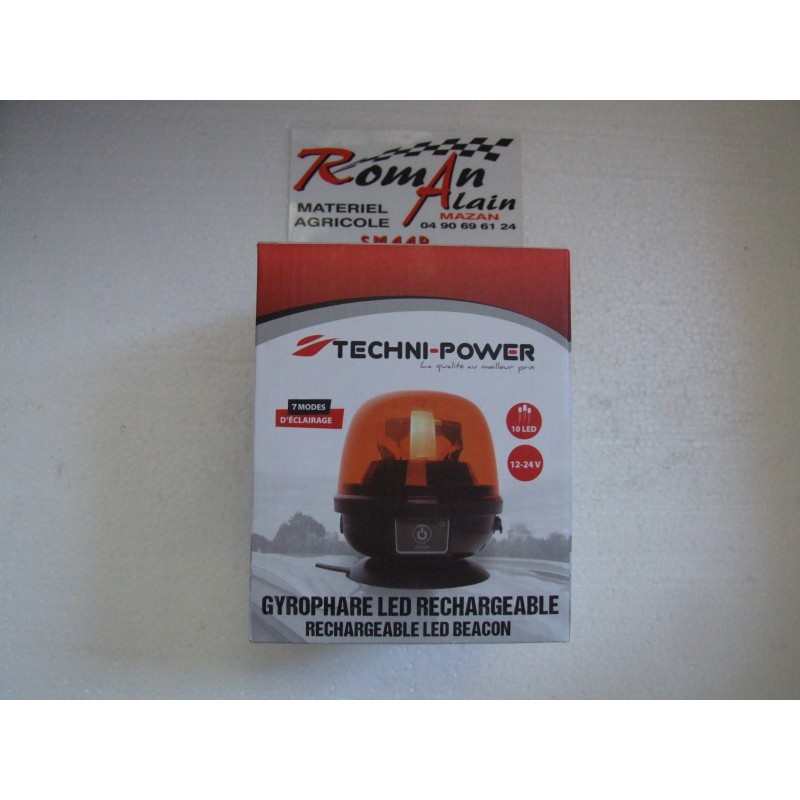 Roman
Alain
MATERIEL
AGRICOLE
MAZAN
04 90 69 61 24
TECHNI-POWER
La qualité au meilleur prix
7 MODES
D'ÉCLAIRAGE
10 LED
12-24 V
GYROPHARE LED RECHARGEABLE
RECHARGEABLE LED BEACON